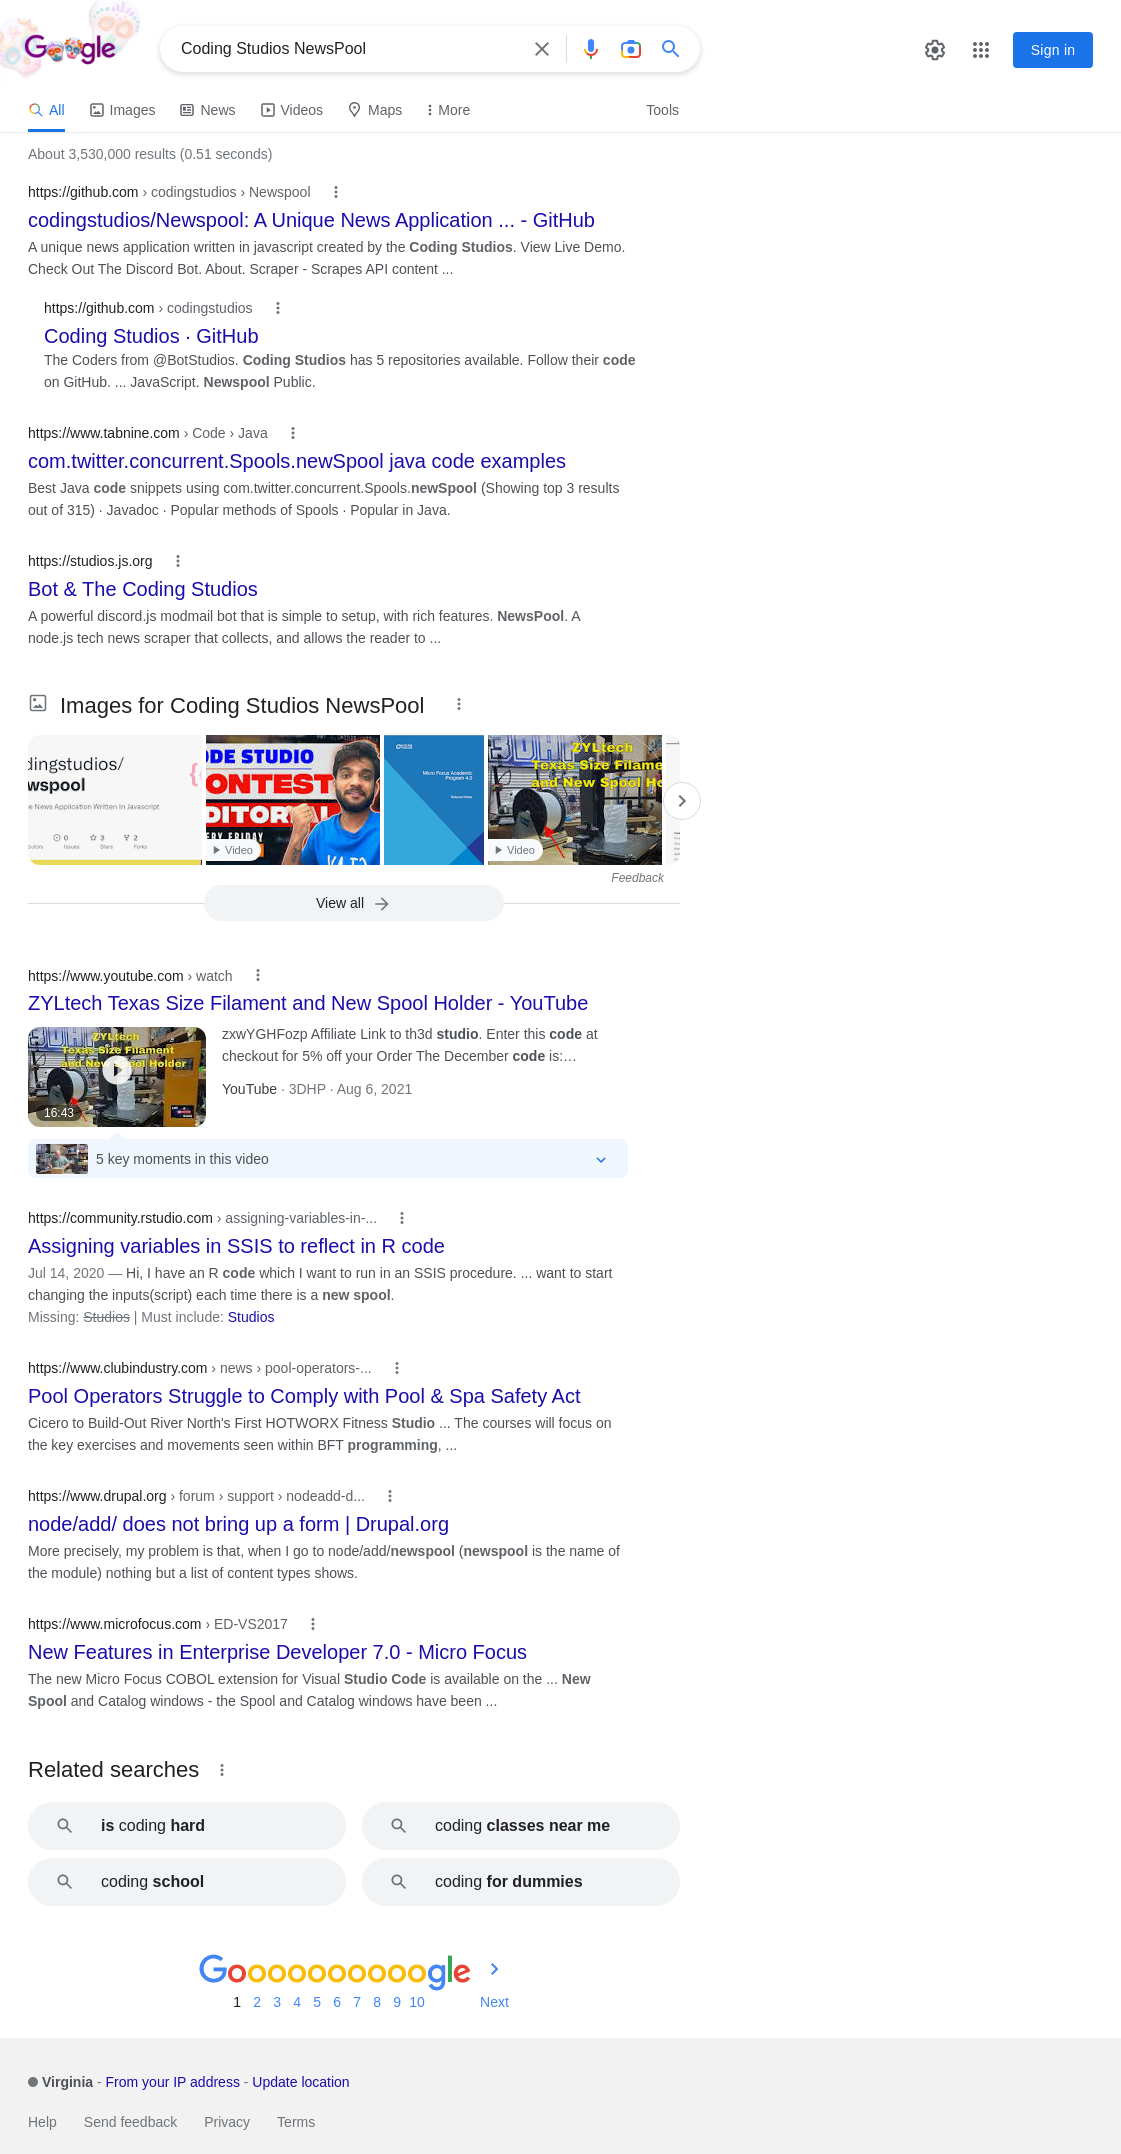 Google
Coding Studios NewsPool
Sign in
All
Images
News
Videos
Maps
More
Tools
About 3,530,000 results (0.51 seconds)
https://github.com › codingstudios › Newspool
codingstudios/Newspool: A Unique News Application ... - GitHub
A unique news application written in javascript created by the Coding Studios. View Live Demo.
Check Out The Discord Bot. About. Scraper - Scrapes API content ...
https://github.com › codingstudios
Coding Studios · GitHub
The Coders from @BotStudios. Coding Studios has 5 repositories available. Follow their code
on GitHub. ... JavaScript. Newspool Public.
https://www.tabnine.com › Code › Java
com.twitter.concurrent.Spools.newSpool java code examples
Best Java code snippets using com.twitter.concurrent.Spools.newSpool (Showing top 3 results
out of 315) · Javadoc · Popular methods of Spools · Popular in Java.
https://studios.js.org
Bot & The Coding Studios
A powerful discord.js modmail bot that is simple to setup, with rich features. NewsPool. A
node.js tech news scraper that collects, and allows the reader to ...
Images for Coding Studios NewsPool
dingstudios/
wspool
e News Application Written In Javascript
0
3
2
Issues
Stars
Forks
ODE STUDIO
ONTEST
DITORIAL
ERY FRIDAY
Video
Micro Focus Academic
Program 4.0
ZYLtech
Texas Size Filame
and New Spool Ho
Video
Feedback
View all
https://www.youtube.com › watch
ZYLtech Texas Size Filament and New Spool Holder - YouTube
ZYLtech
Texas Size Filament
and New Spool Holder
16:43
zxwYGHFozp Affiliate Link to th3d studio. Enter this code at
checkout for 5% off your Order The December code is:…
YouTube · 3DHP · Aug 6, 2021
5 key moments in this video
https://community.rstudio.com › assigning-variables-in-...
Assigning variables in SSIS to reflect in R code
Jul 14, 2020 — Hi, I have an R code which I want to run in an SSIS procedure. ... want to start
changing the inputs(script) each time there is a new spool.
Missing: Studios | Must include: Studios
https://www.clubindustry.com › news › pool-operators-...
Pool Operators Struggle to Comply with Pool & Spa Safety Act
Cicero to Build-Out River North's First HOTWORX Fitness Studio ... The courses will focus on
the key exercises and movements seen within BFT programming, ...
https://www.drupal.org › forum › support › nodeadd-d...
node/add/ does not bring up a form | Drupal.org
More precisely, my problem is that, when I go to node/add/newspool (newspool is the name of
the module) nothing but a list of content types shows.
https://www.microfocus.com › ED-VS2017
New Features in Enterprise Developer 7.0 - Micro Focus
The new Micro Focus COBOL extension for Visual Studio Code is available on the ... New
Spool and Catalog windows - the Spool and Catalog windows have been ...
Related searches
is coding hard
coding classes near me
coding school
coding for dummies
Goooooooooogle
1 2 3 4 5 6 7 8 9 10 Next
Virginia - From your IP address - Update location
Help Send feedback Privacy Terms